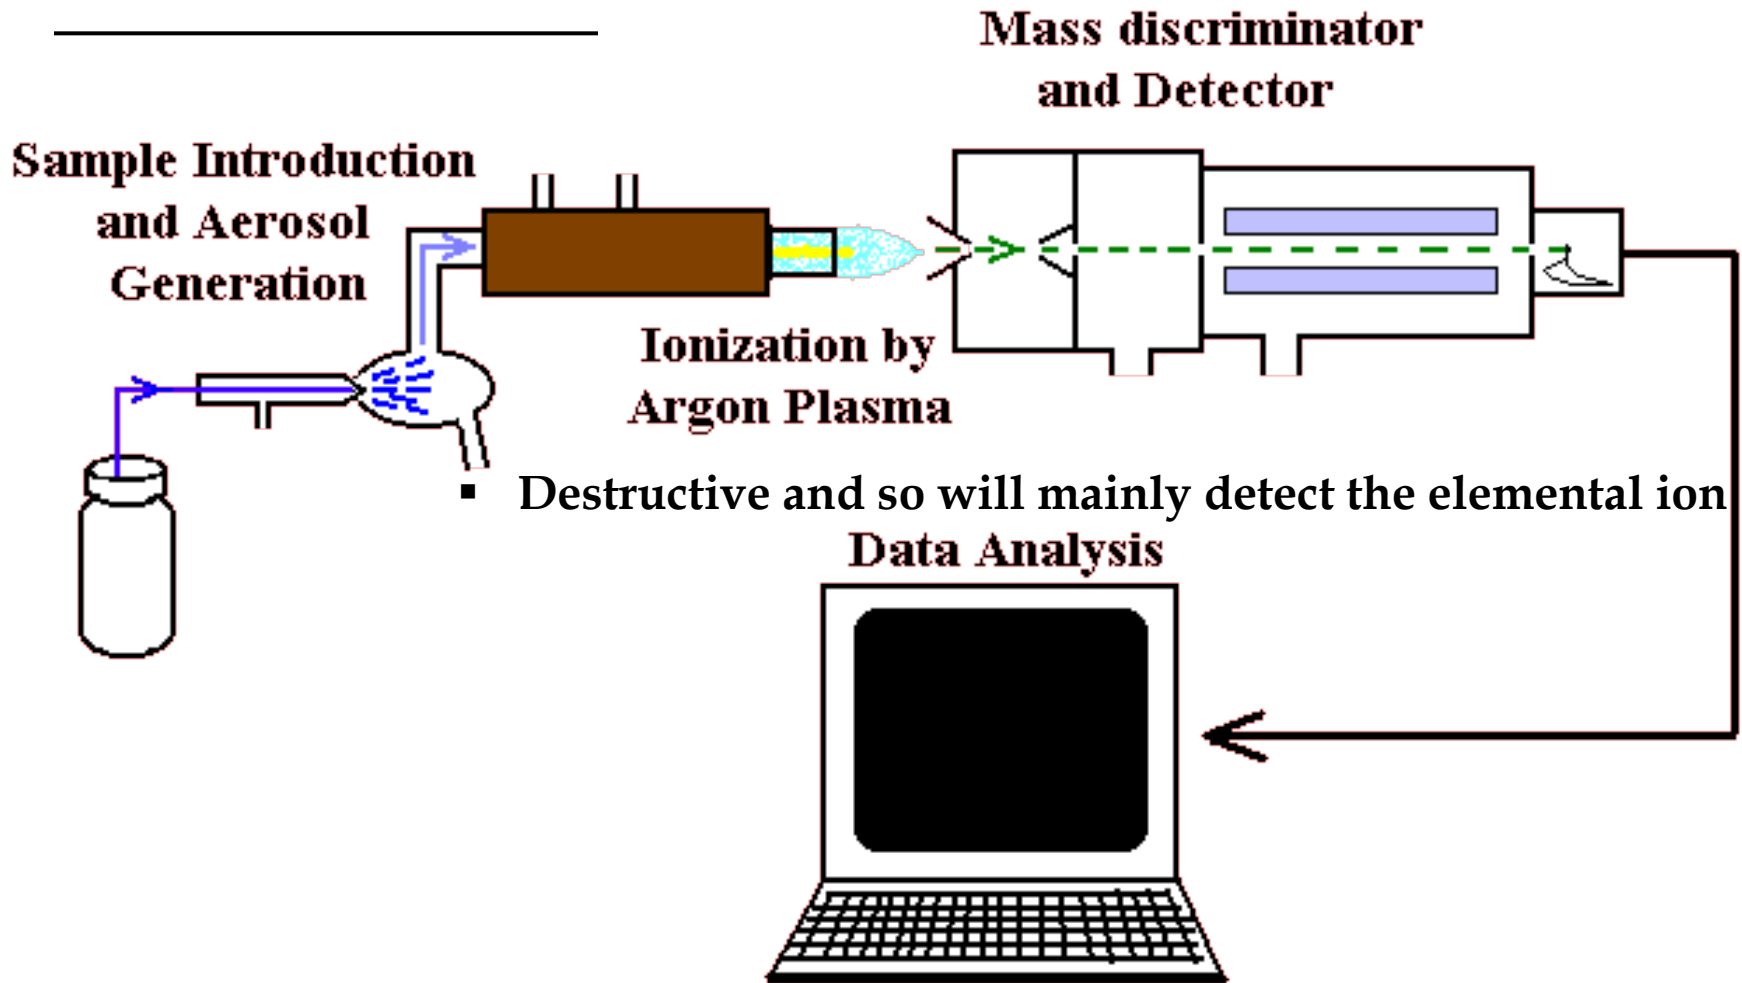 Mass discriminator
and Detector
Sample Introduction
and Aerosol
Generation
Ionization by
Argon Plasma
▪ Destructive and so will mainly detect the elemental ion
Data Analysis